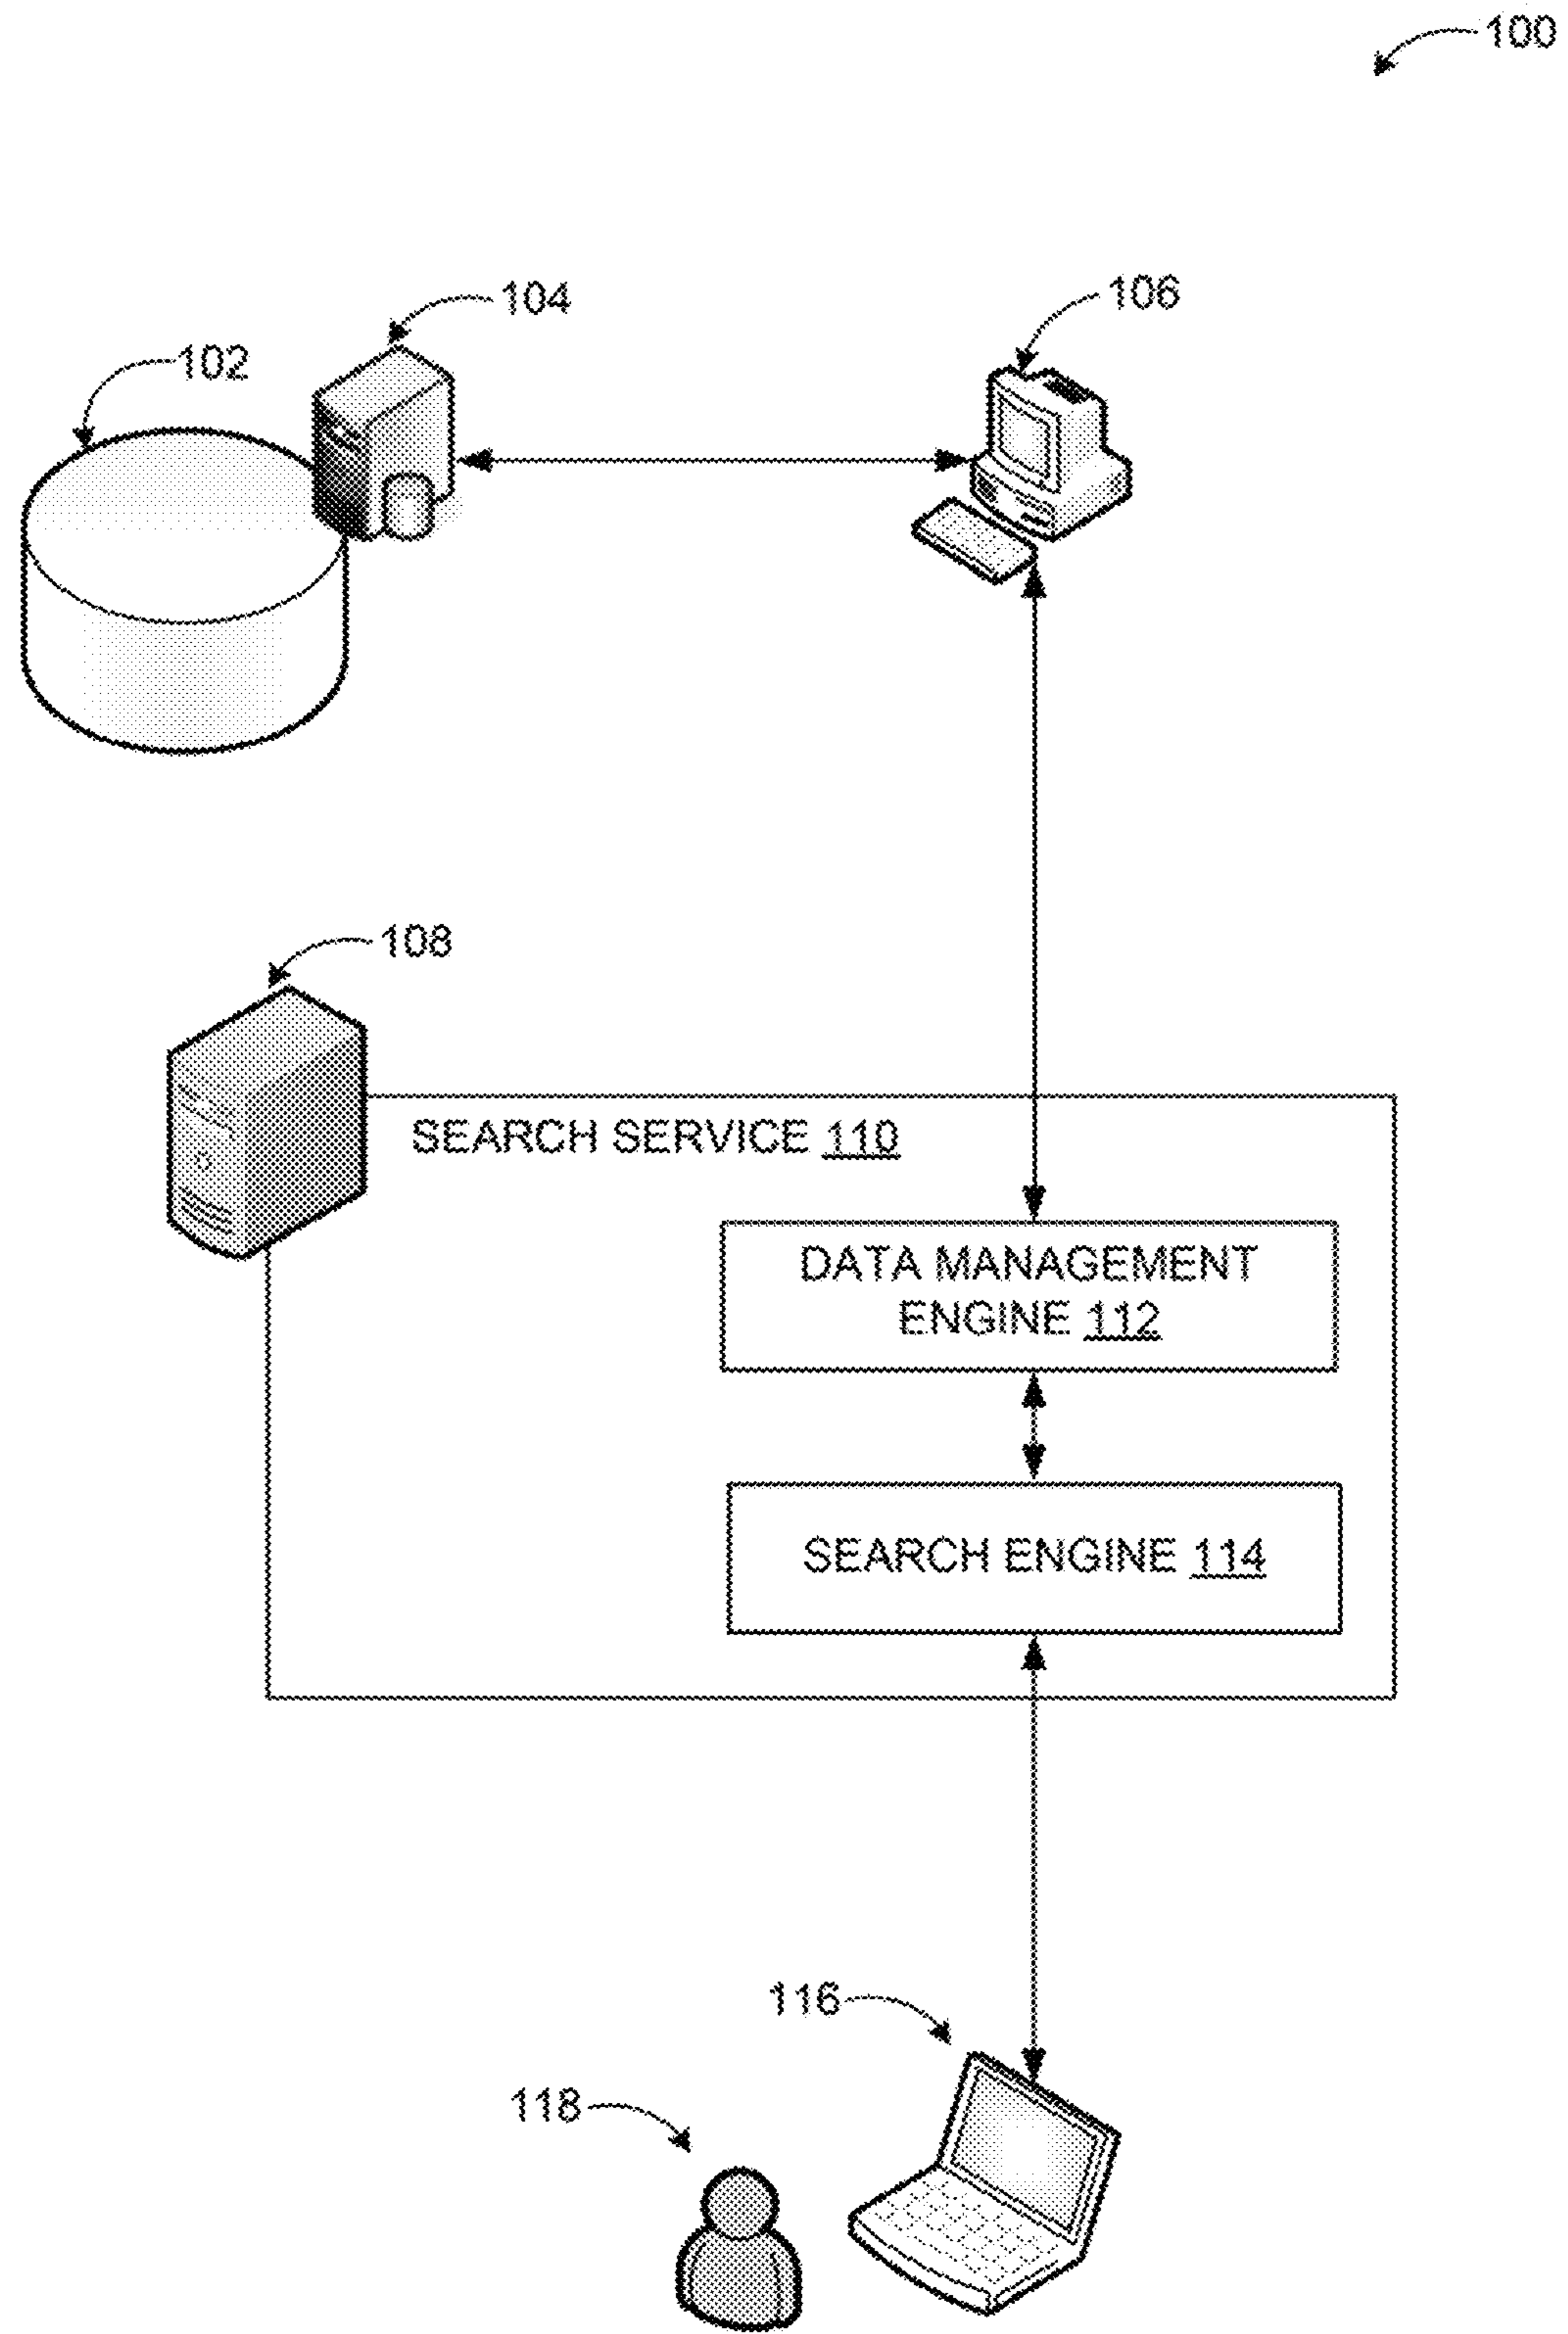 100
104
106
102
108
SEARCH SERVICE 110
DATA MANAGEMENT
ENGINE 112
SEARCH ENGINE 114
116
118